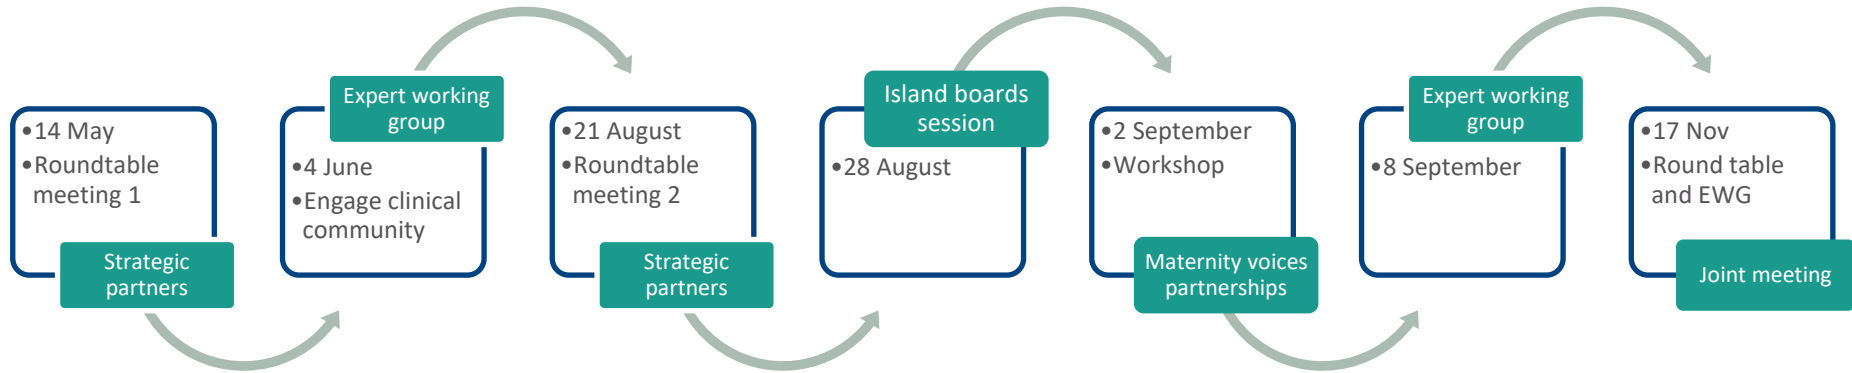 •14 May
•Roundtable
meeting 1
Strategic
partners
Expert working
group
•4 June
•Engage clinical
community
•21 August
•Roundtable
meeting 2
Strategic
partners
Island boards
session
•28 August
•2 September
•Workshop
Maternity voices
partnerships
Expert working
group
•8 September
•17 Nov
•Round table
and EWG
Joint meeting